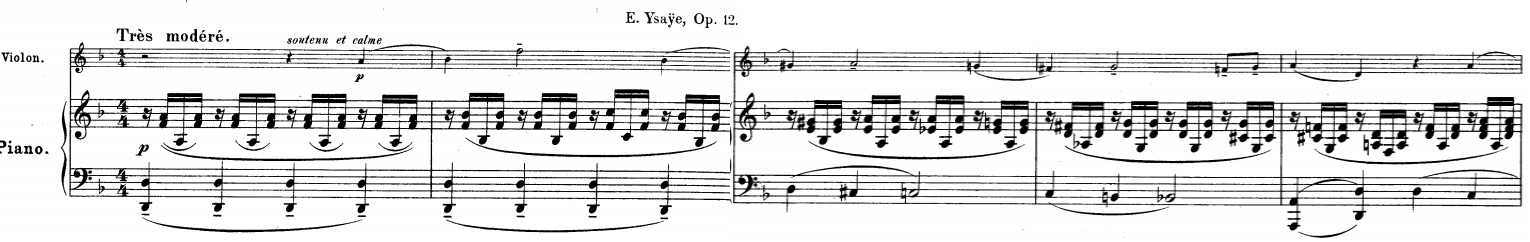 E. Ysaÿe, Op. 12.
Très modéré.
soutenu et calme
Violon.
p
p
Piano.